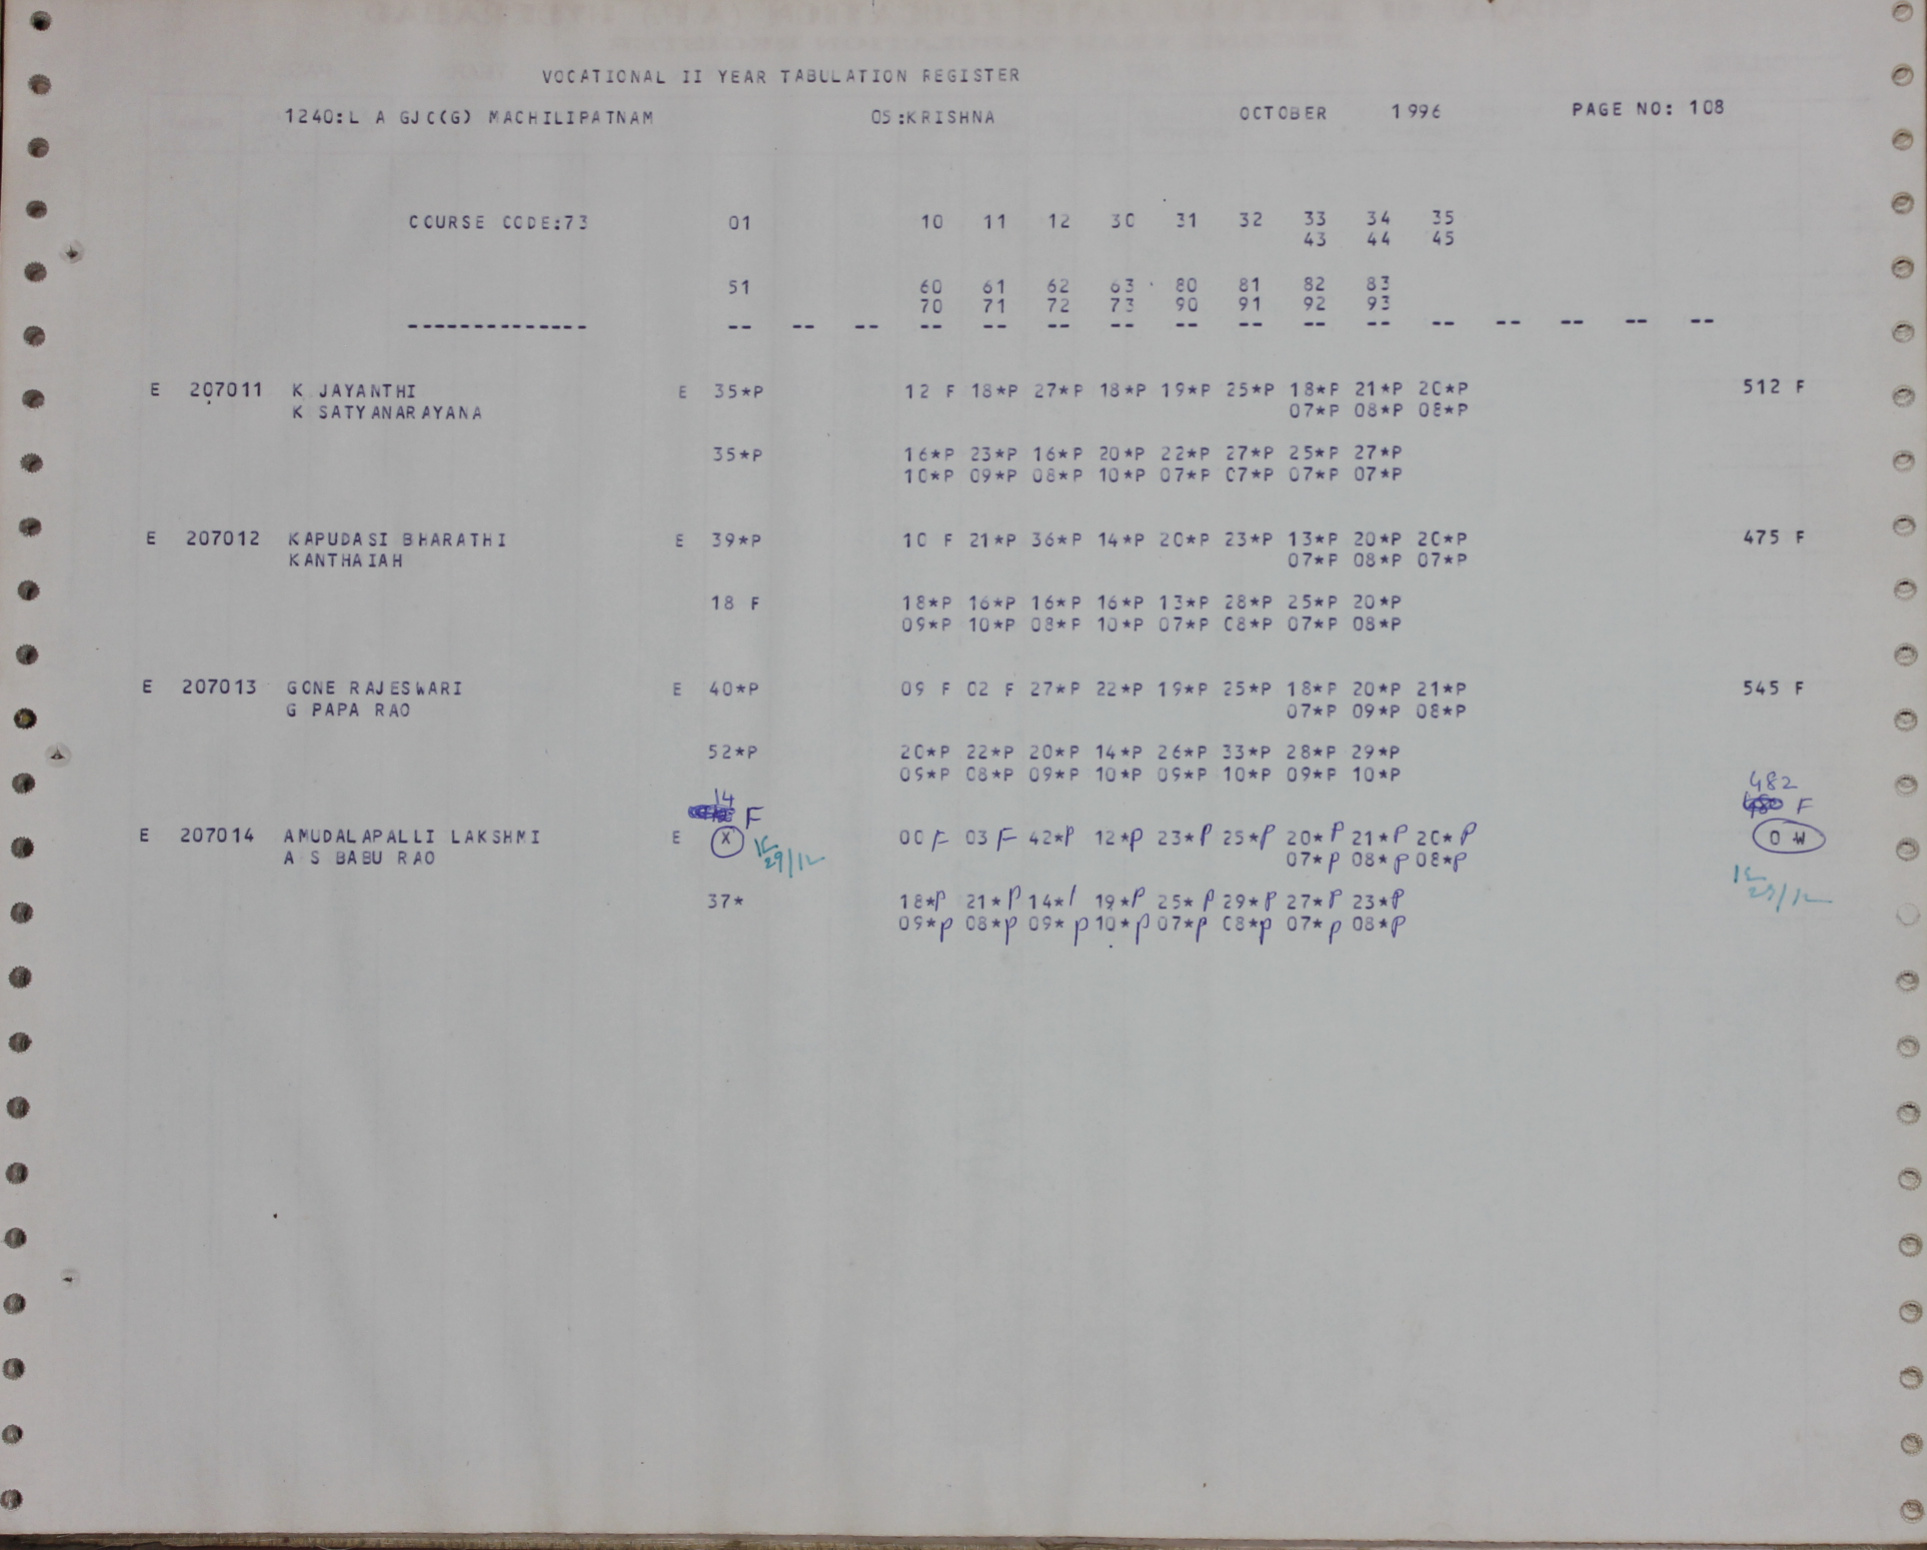 VOCATIONAL II YEAR TABULATION REGISTER
1240:L A GJC(G) MACHILIPATNAM 05:KRISHNA OCTOBER 1996 PAGE NO: 108
COURSE CODE:73 01 10 11 12 30 31 32 33 34 35
43 44 45
51 60 61 62 63 80 81 82 83
70 71 72 73 90 91 92 93
-------------- -- -- -- -- -- -- -- -- -- -- -- -- -- -- -- --
E 207011 K JAYANTHI E 35*P 12 F 18*P 27*P 18*P 19*P 25*P 18*P 21*P 20*P 512 F
K SATYANARAYANA 07*P 08*P 08*P
35*P 16*P 23*P 16*P 20*P 22*P 27*P 25*P 27*P
10*P 09*P 08*P 10*P 07*P 07*P 07*P 07*P
E 207012 KAPUDASI BHARATHI E 39*P 10 F 21*P 36*P 14*P 20*P 23*P 13*P 20*P 20*P 475 F
KANTHAIAH 07*P 08*P 07*P
18 F 18*P 16*P 16*P 16*P 13*P 28*P 25*P 20*P
09*P 10*P 08*P 10*P 07*P 08*P 07*P 08*P
E 207013 GONE RAJESWARI E 40*P 09 F 02 F 27*P 22*P 19*P 25*P 18*P 20*P 21*P 545 F
G PAPA RAO 07*P 09*P 08*P
52*P 20*P 22*P 20*P 14*P 26*P 33*P 28*P 29*P
09*P 08*P 09*P 10*P 09*P 10*P 09*P 10*P
14 482
F F
E 207014 AMUDALAPALLI LAKSHMI E X 00 F 03 F 42*P 12*P 23*P 25*P 20*P 21*P 20*P 0 W
A S BABU RAO 29/12 07*P 08*P 08*P
37* 18*P 21*P 14*P 19*P 25*P 29*P 27*P 23*P 29/12
09*P 08*P 09*P 10*P 07*P 08*P 07*P 08*P